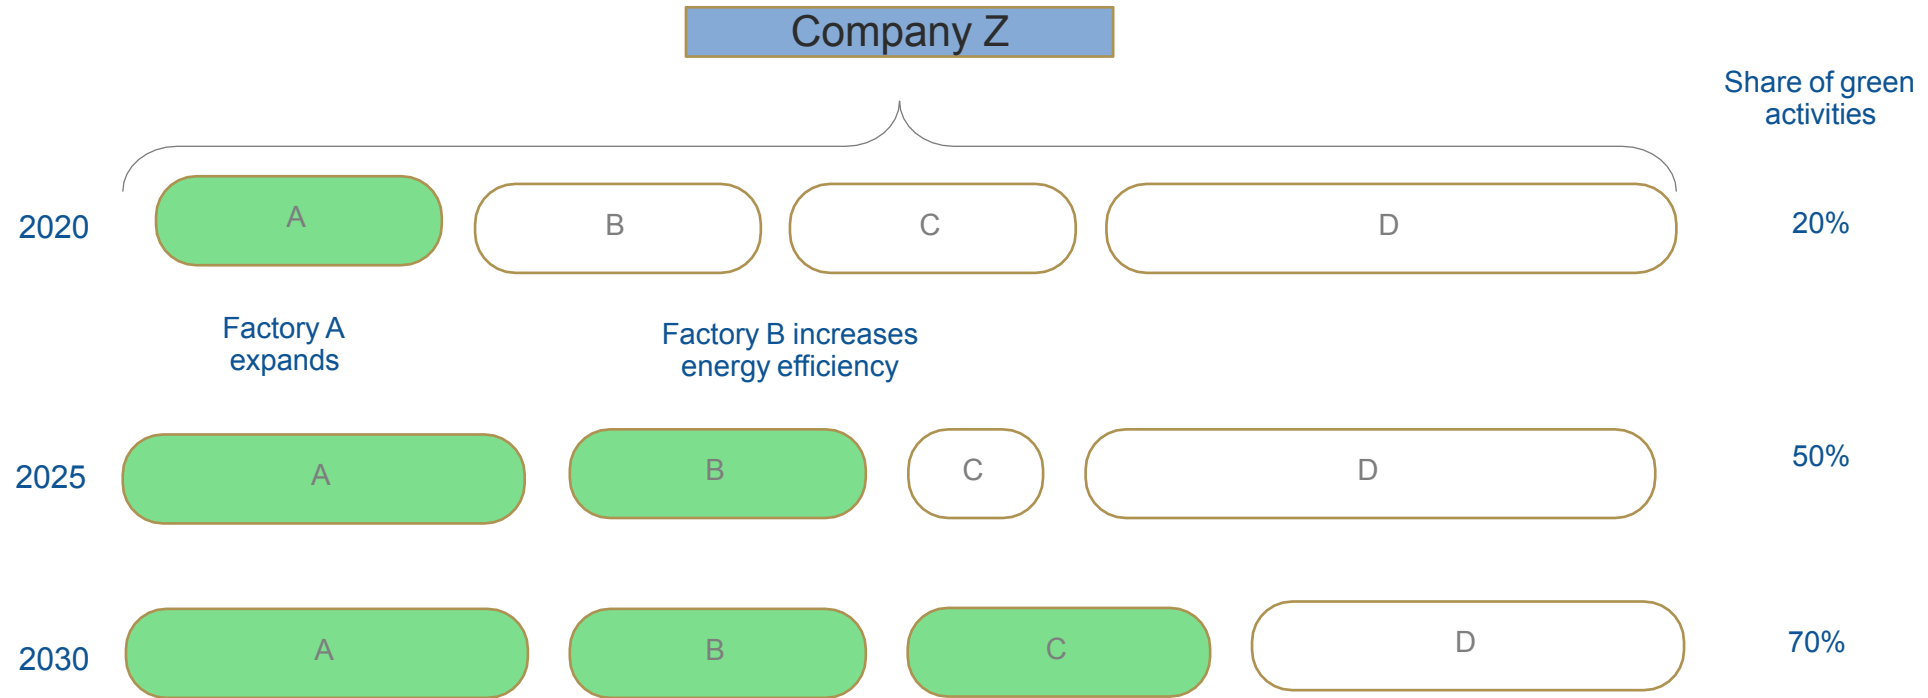 Company Z
Share of green
activities
2020
A
B
C
D
20%
Factory A
expands
Factory B increases
energy efficiency
2025
A
B
C
D
50%
2030
A
B
C
D
70%